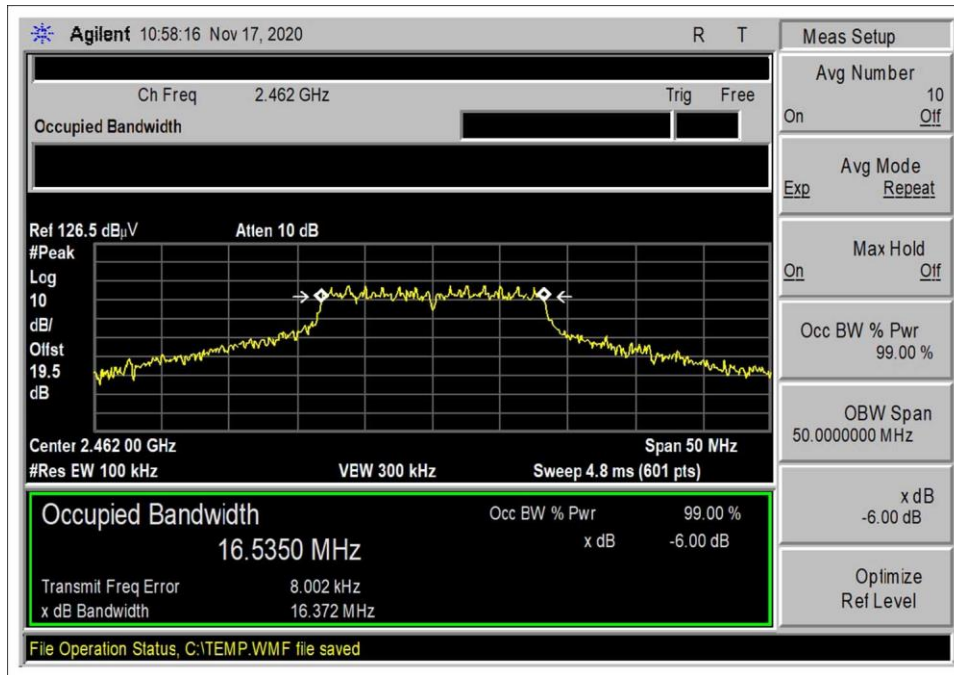 Agilent 10:58:16 Nov 17, 2020 R T
Ch Freq 2.462 GHz Trig Free
Occupied Bandwidth
Ref 126.5 dBµV Atten 10 dB
#Peak
Log
10
dB/
Offst
19.5
dB
Center 2.462 00 GHz Span 50 MHz
#Res EW 100 kHz VBW 300 kHz Sweep 4.8 ms (601 pts)
Occupied Bandwidth Occ BW % Pwr 99.00 %
16.5350 MHz x dB -6.00 dB
Transmit Freq Error 8.002 kHz
x dB Bandwidth 16.372 MHz
File Operation Status, C:\TEMP.WMF file saved
Meas Setup
Avg Number
10
On Off
Avg Mode
Exp Repeat
Max Hold
On Off
Occ BW % Pwr
99.00 %
OBW Span
50.0000000 MHz
x dB
-6.00 dB
Optimize
Ref Level